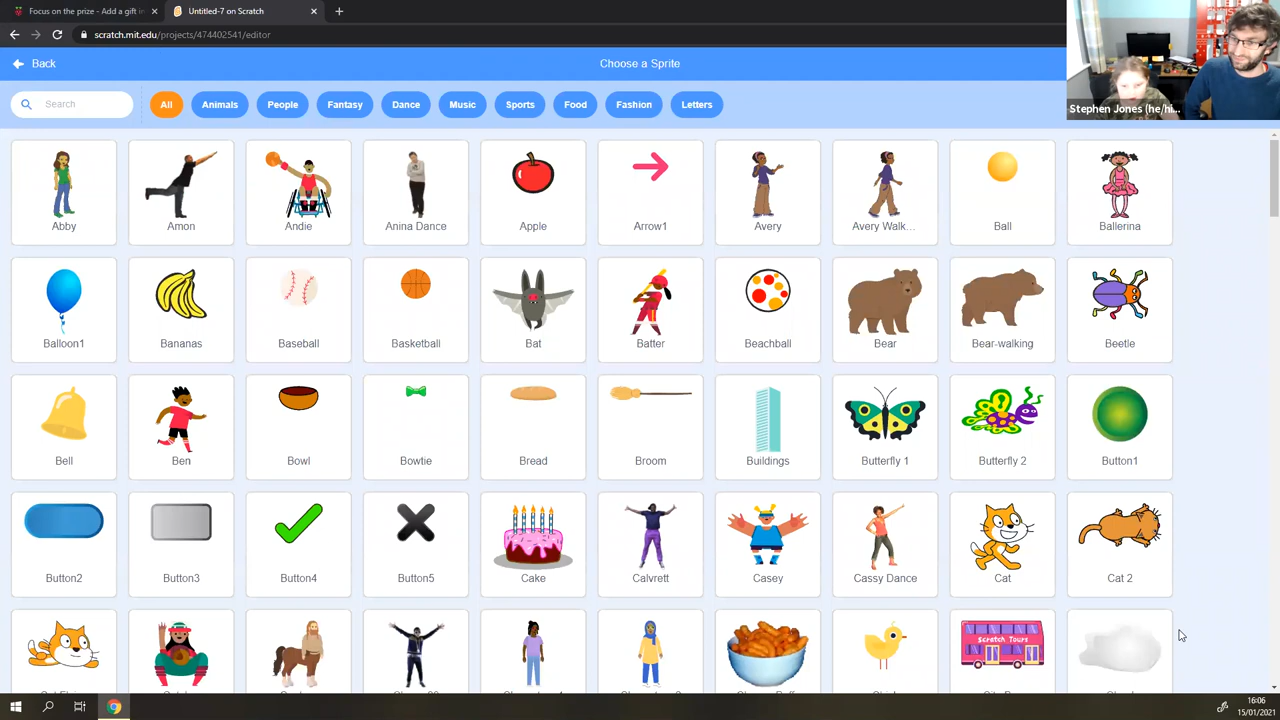 Focus on the prize - Add a gift in
Untitled-7 on Scratch
scratch.mit.edu/projects/474402541/editor
Back
Choose a Sprite
Stephen Jones (he/hi...
Search
All
Animals
People
Fantasy
Dance
Music
Sports
Food
Fashion
Letters
Abby
Amon
Andie
Anina Dance
Apple
Arrow1
Avery
Avery Walk...
Ball
Ballerina
Balloon1
Bananas
Baseball
Basketball
Bat
Batter
Beachball
Bear
Bear-walking
Beetle
Bell
Ben
Bowl
Bowtie
Bread
Broom
Buildings
Butterfly 1
Butterfly 2
Button1
Button2
Button3
Button4
Button5
Cake
Calvrett
Casey
Cassy Dance
Cat
Cat 2
Scratch Tours
16:06
15/01/2021